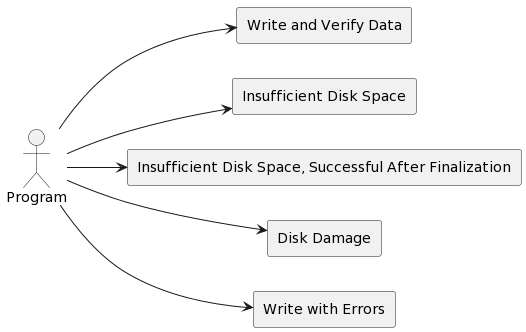 Write and Verify Data
Insufficient Disk Space
Insufficient Disk Space, Successful After Finalization
Program
Disk Damage
Write with Errors